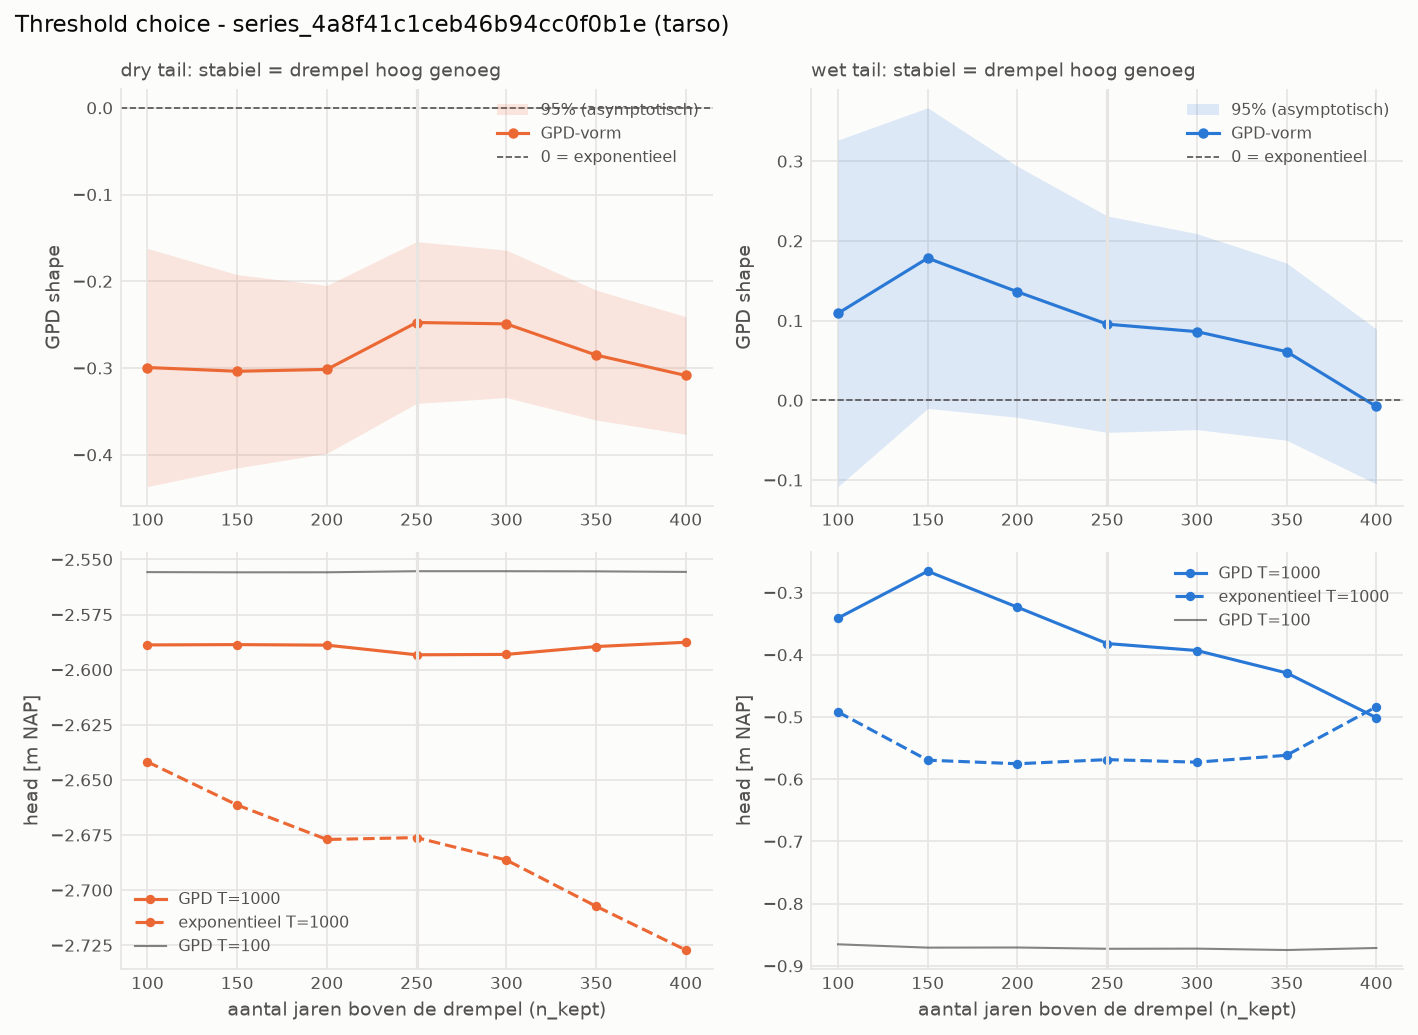 Threshold choice - series_4a8f41c1ceb46b94cc0f0b1e (tarso)
dry tail: stabiel = drempel hoog genoeg
GPD shape
0.0
−0.1
−0.2
−0.3
−0.4
95% (asymptotisch)
GPD-vorm
0 = exponentieel
100 150 200 250 300 350 400
wet tail: stabiel = drempel hoog genoeg
GPD shape
0.3
0.2
0.1
0.0
−0.1
95% (asymptotisch)
GPD-vorm
0 = exponentieel
100 150 200 250 300 350 400
head [m NAP]
−2.550
−2.575
−2.600
−2.625
−2.650
−2.675
−2.700
−2.725
GPD T=1000
exponentieel T=1000
GPD T=100
100 150 200 250 300 350 400
aantal jaren boven de drempel (n_kept)
head [m NAP]
−0.3
−0.4
−0.5
−0.6
−0.7
−0.8
−0.9
GPD T=1000
exponentieel T=1000
GPD T=100
100 150 200 250 300 350 400
aantal jaren boven de drempel (n_kept)